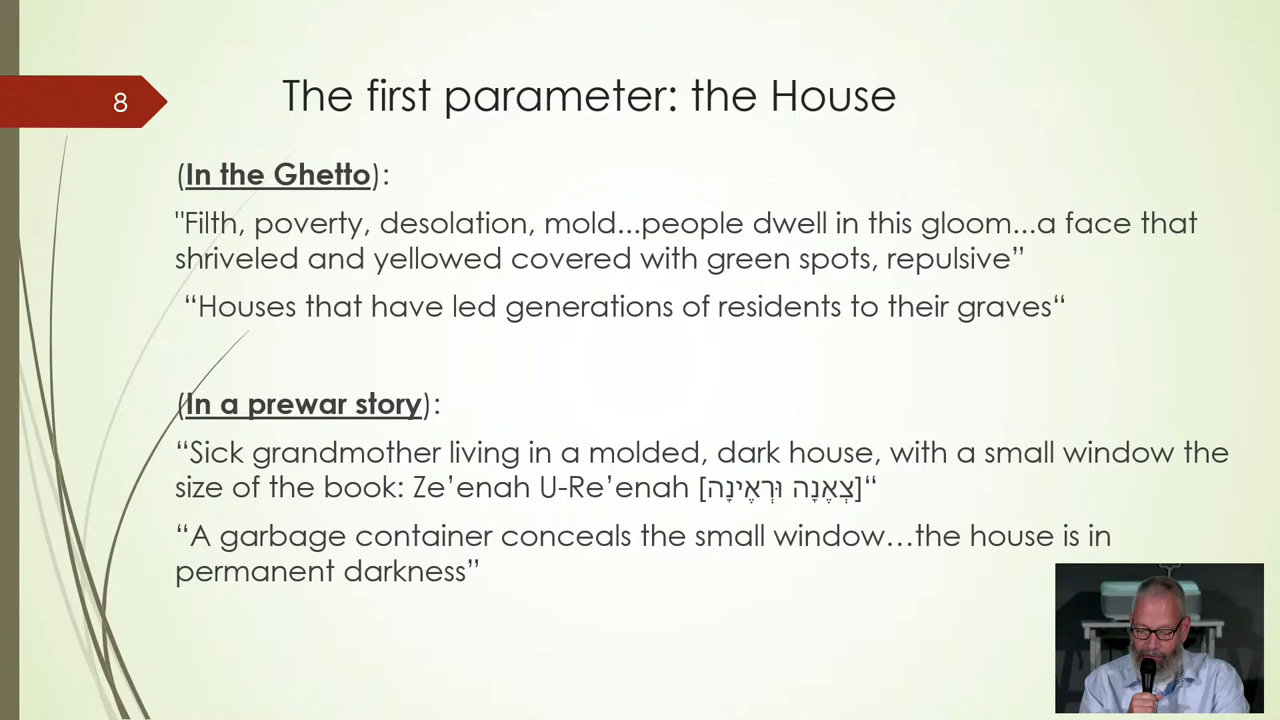 8
The first parameter: the House
(In the Ghetto):
"Filth, poverty, desolation, mold...people dwell in this gloom...a face that
shriveled and yellowed covered with green spots, repulsive”
“Houses that have led generations of residents to their graves“
(In a prewar story):
“Sick grandmother living in a molded, dark house, with a small window the
size of the book: Ze’enah U-Re’enah [צְאֶנָה וּרְאֶינָה]“
“A garbage container conceals the small window…the house is in
permanent darkness”